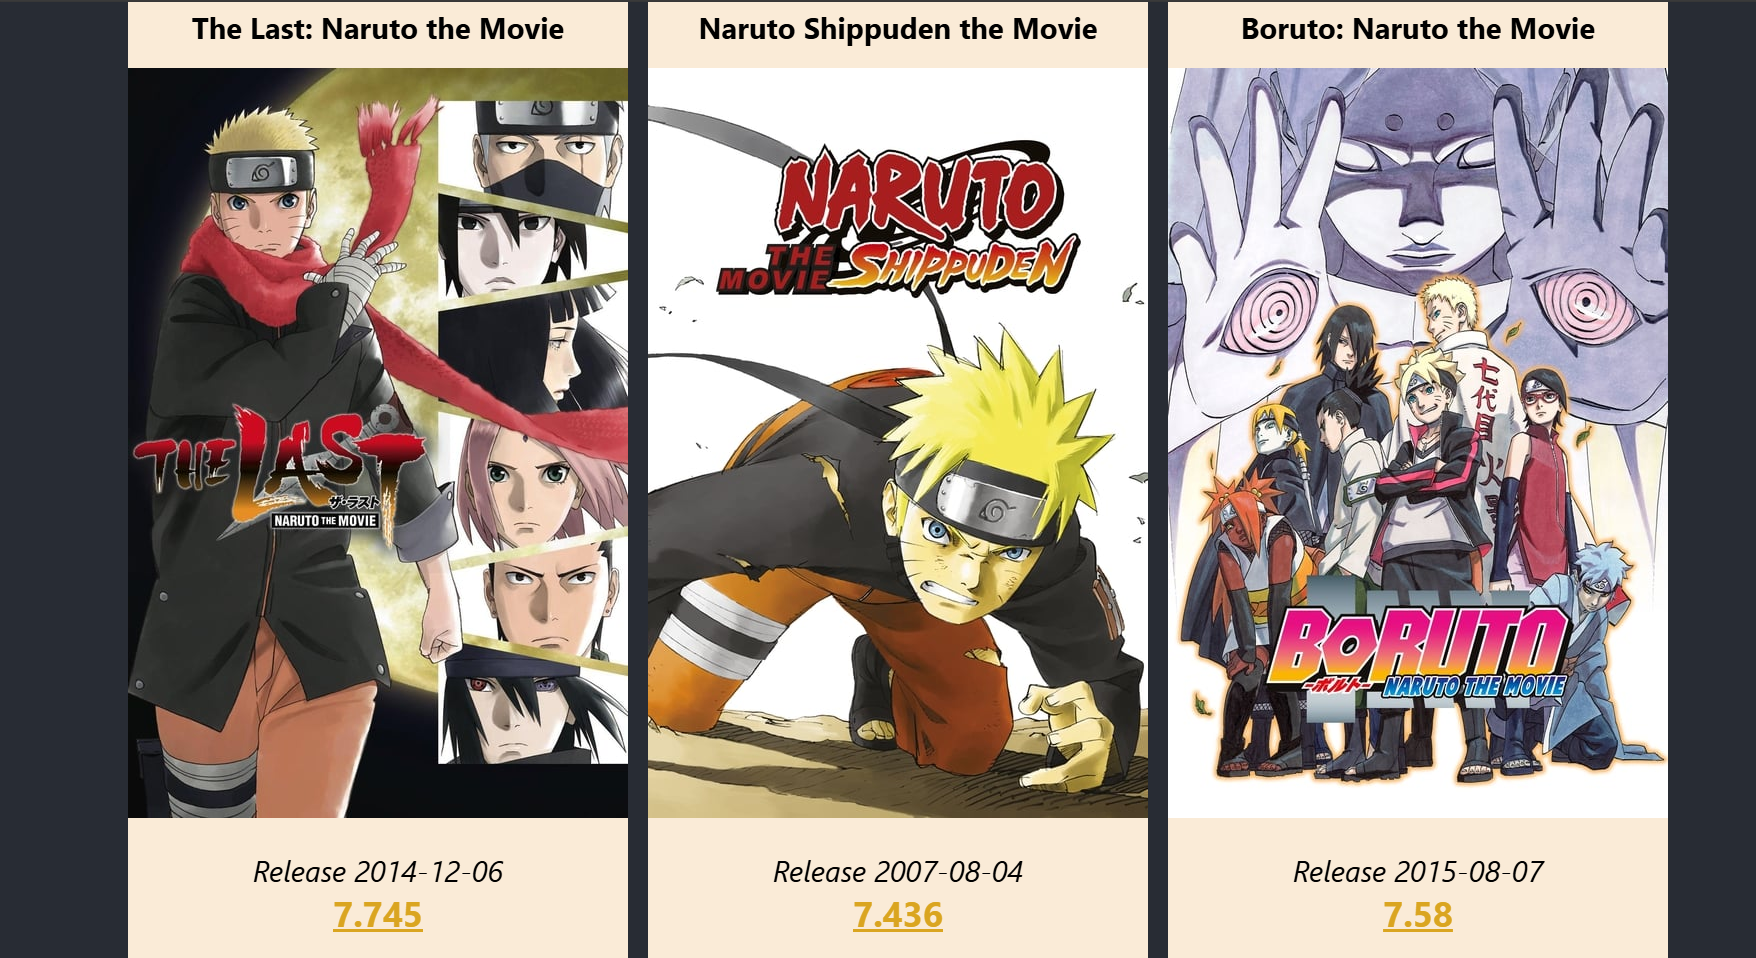 The Last: Naruto the Movie
THE LAST
ザ・ラスト
NARUTO THE MOVIE
Release 2014-12-06
7.745
Naruto Shippuden the Movie
NARUTO
THE
MOVIE
SHIPPUDEN
Release 2007-08-04
7.436
Boruto: Naruto the Movie
七代目火影
BORUTO
-ボルト-
NARUTO THE MOVIE
Release 2015-08-07
7.58